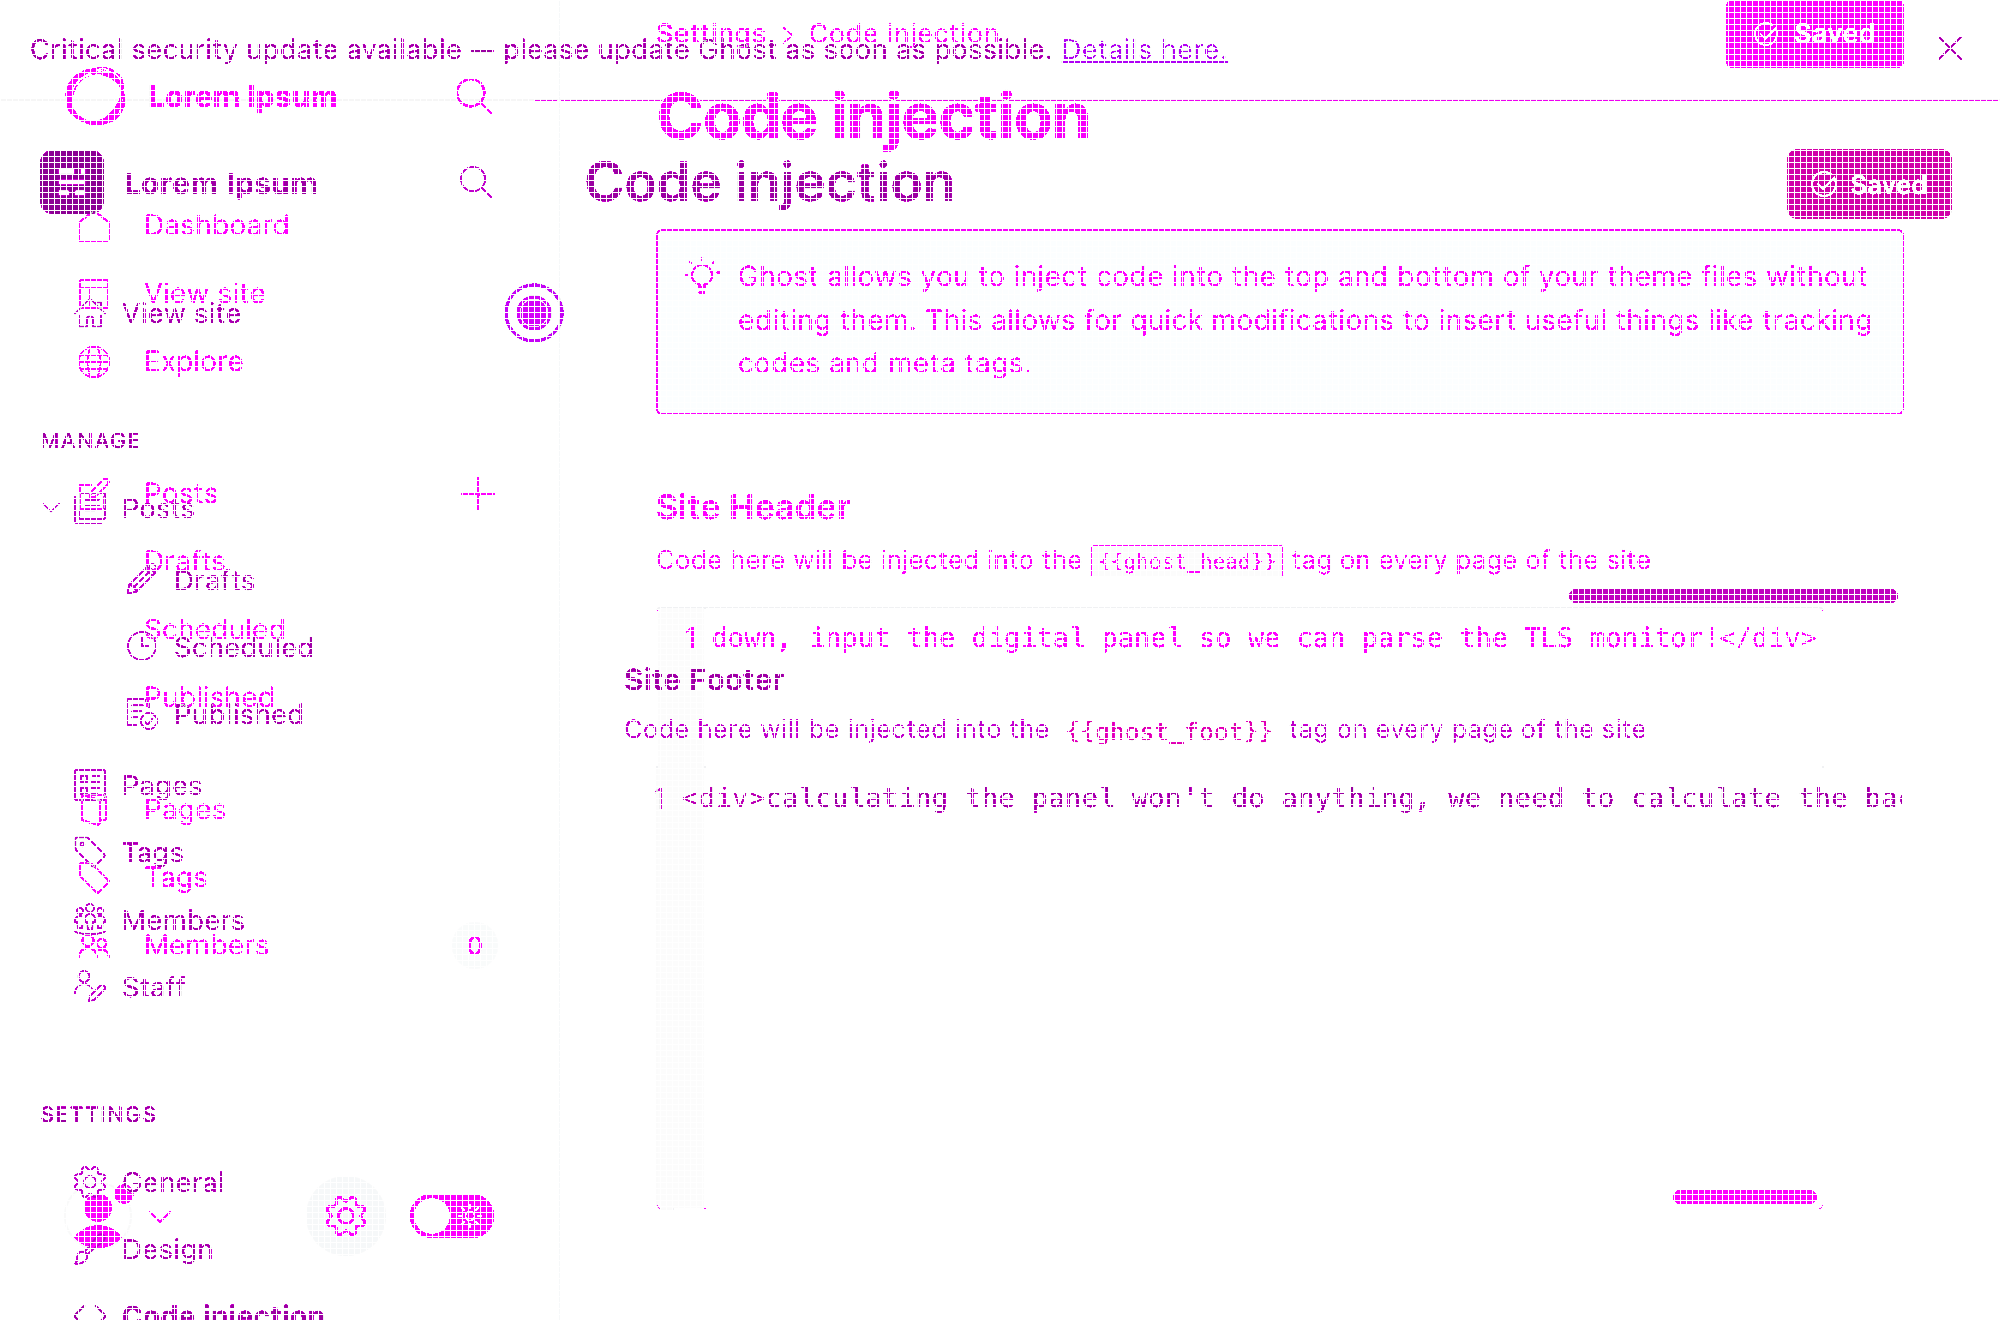 Settings > Code injection
Critical security update available — please update Ghost as soon as possible. Details here.
Saved
Lorem Ipsum
Code injection
Lorem Ipsum
Code injection
Saved
Dashboard
View site
View site
Explore
Ghost allows you to inject code into the top and bottom of your theme files without
editing them. This allows for quick modifications to insert useful things like tracking
codes and meta tags.
MANAGE
Posts
Posts
Drafts
Drafts
Scheduled
Scheduled
Published
Published
Pages
Pages
Tags
Tags
Members
Members
0
Staff
Site Header
Code here will be injected into the {{ghost_head}} tag on every page of the site
1 down, input the digital panel so we can parse the TLS monitor!</div>
Site Footer
Code here will be injected into the {{ghost_foot}} tag on every page of the site
1 <div>calculating the panel won't do anything, we need to calculate the ba
SETTINGS
General
Design
Code injection